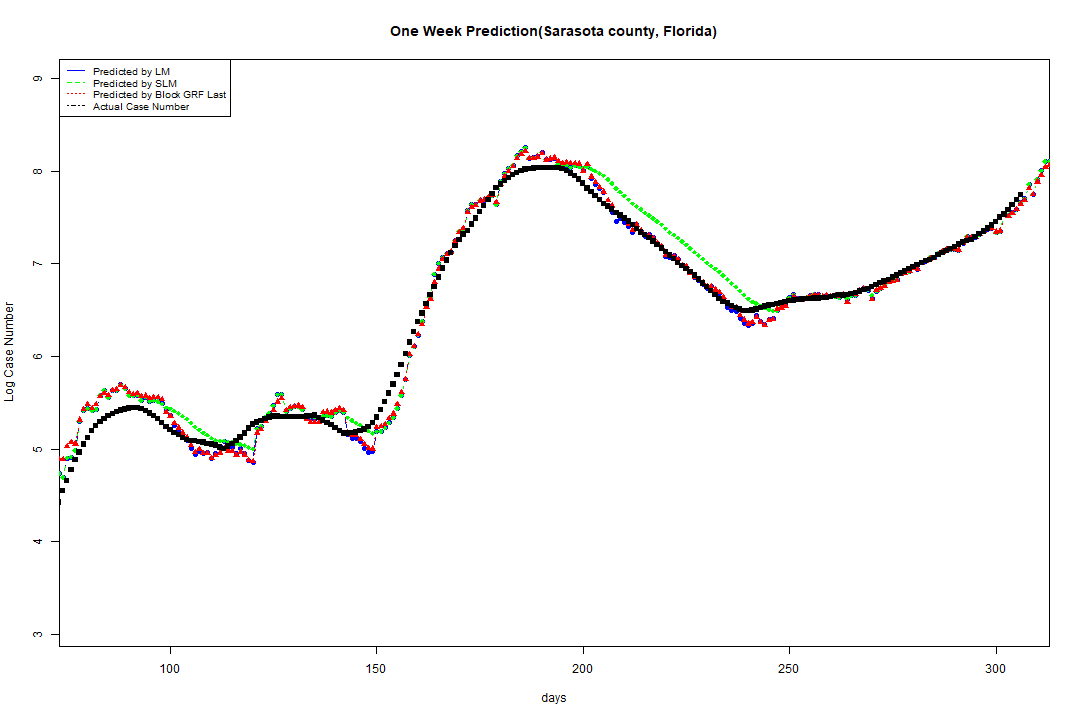 One Week Prediction(Sarasota county, Florida)
Predicted by LM
Predicted by SLM
Predicted by Block GRF Last
Actual Case Number
9
8
7
6
5
4
3
Log Case Number
100 150 200 250 300
days